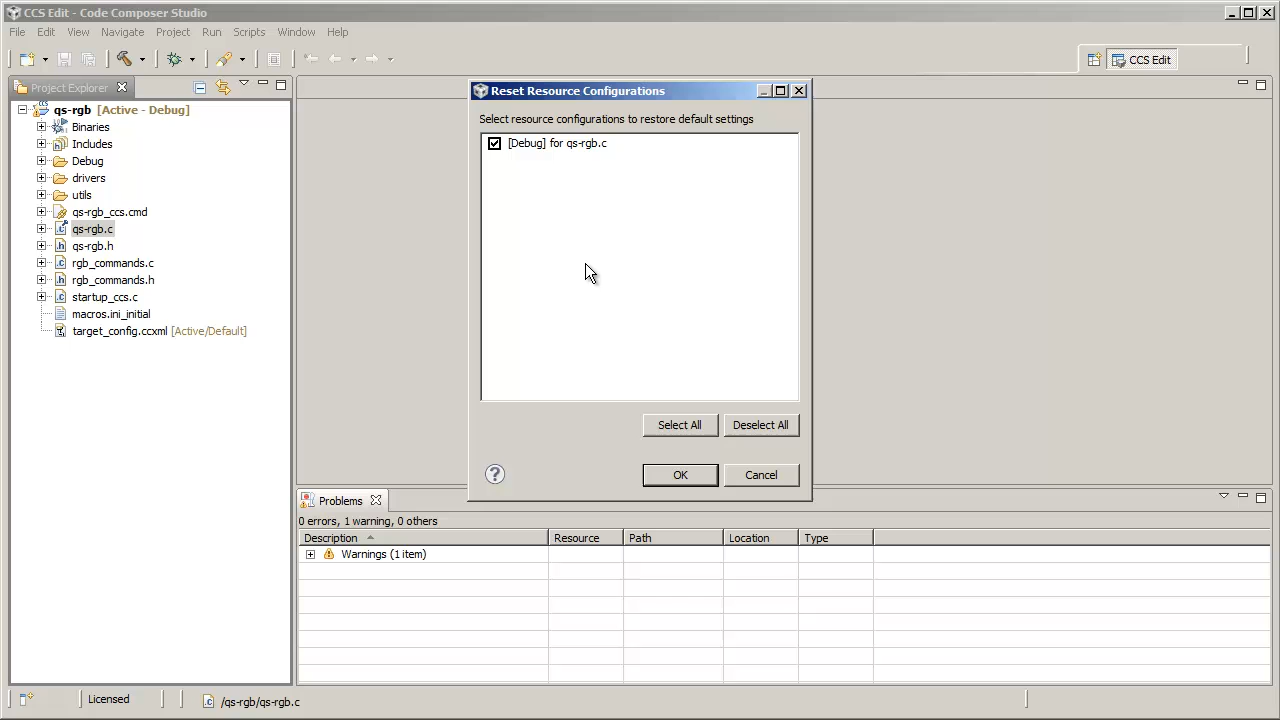 CCS Edit - Code Composer Studio
File Edit View Navigate Project Run Scripts Window Help
CCS Edit
Project Explorer
qs-rgb [Active - Debug]
Binaries
Includes
Debug
drivers
utils
qs-rgb_ccs.cmd
qs-rgb.c
qs-rgb.h
rgb_commands.c
rgb_commands.h
startup_ccs.c
macros.ini_initial
target_config.ccxml [Active/Default]
Reset Resource Configurations
Select resource configurations to restore default settings
[Debug] for qs-rgb.c
Select All Deselect All
OK Cancel
Problems
0 errors, 1 warning, 0 others
Description Resource Path Location Type
Warnings (1 item)
Licensed /qs-rgb/qs-rgb.c